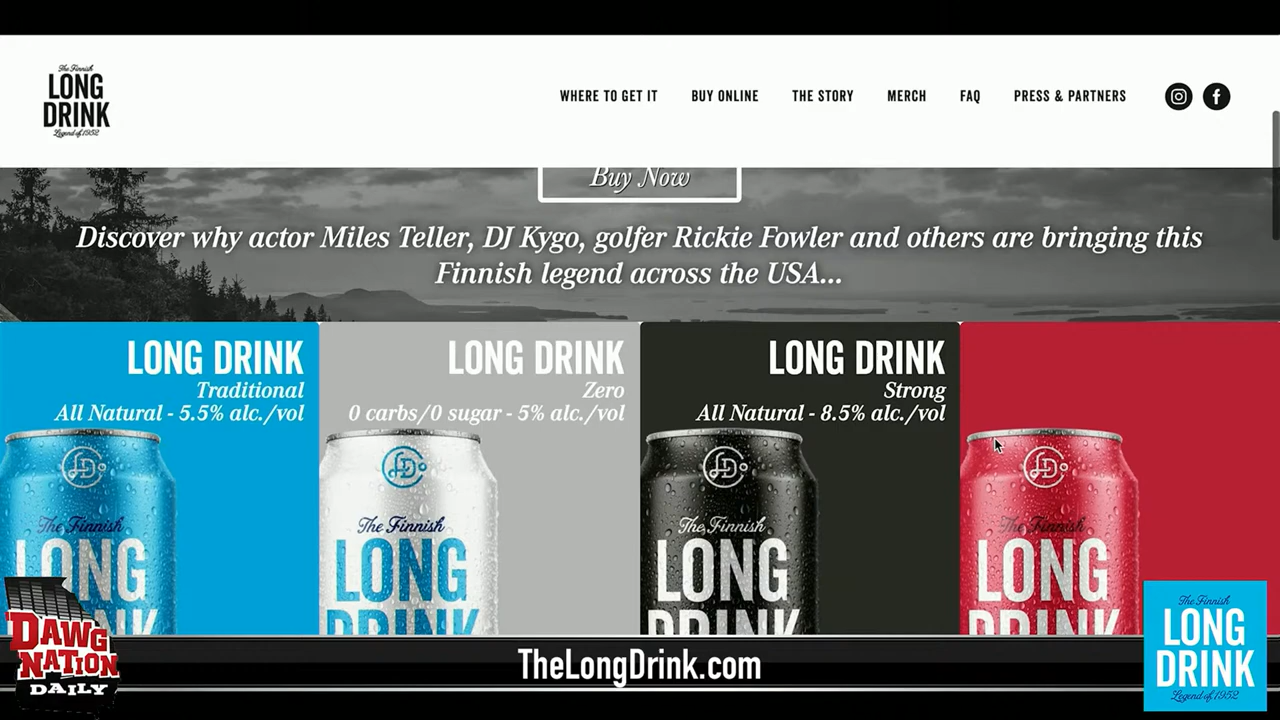 The Finnish
LONG
DRINK
Legend of 1952
WHERE TO GET IT
BUY ONLINE
THE STORY
MERCH
FAQ
PRESS & PARTNERS
Buy Now
Discover why actor Miles Teller, DJ Kygo, golfer Rickie Fowler and others are bringing this
Finnish legend across the USA...
LONG DRINK
Traditional
All Natural - 5.5% alc./vol
LONG DRINK
Zero
0 carbs/0 sugar - 5% alc./vol
LONG DRINK
Strong
All Natural - 8.5% alc./vol
The Finnish
LONG
The Finnish
LONG
DRINK
The Finnish
LONG
DRINK
The Finnish
LONG
DRINK
DAWG
NATION
DAILY
TheLongDrink.com
The Finnish
LONG
DRINK
Legend of 1952